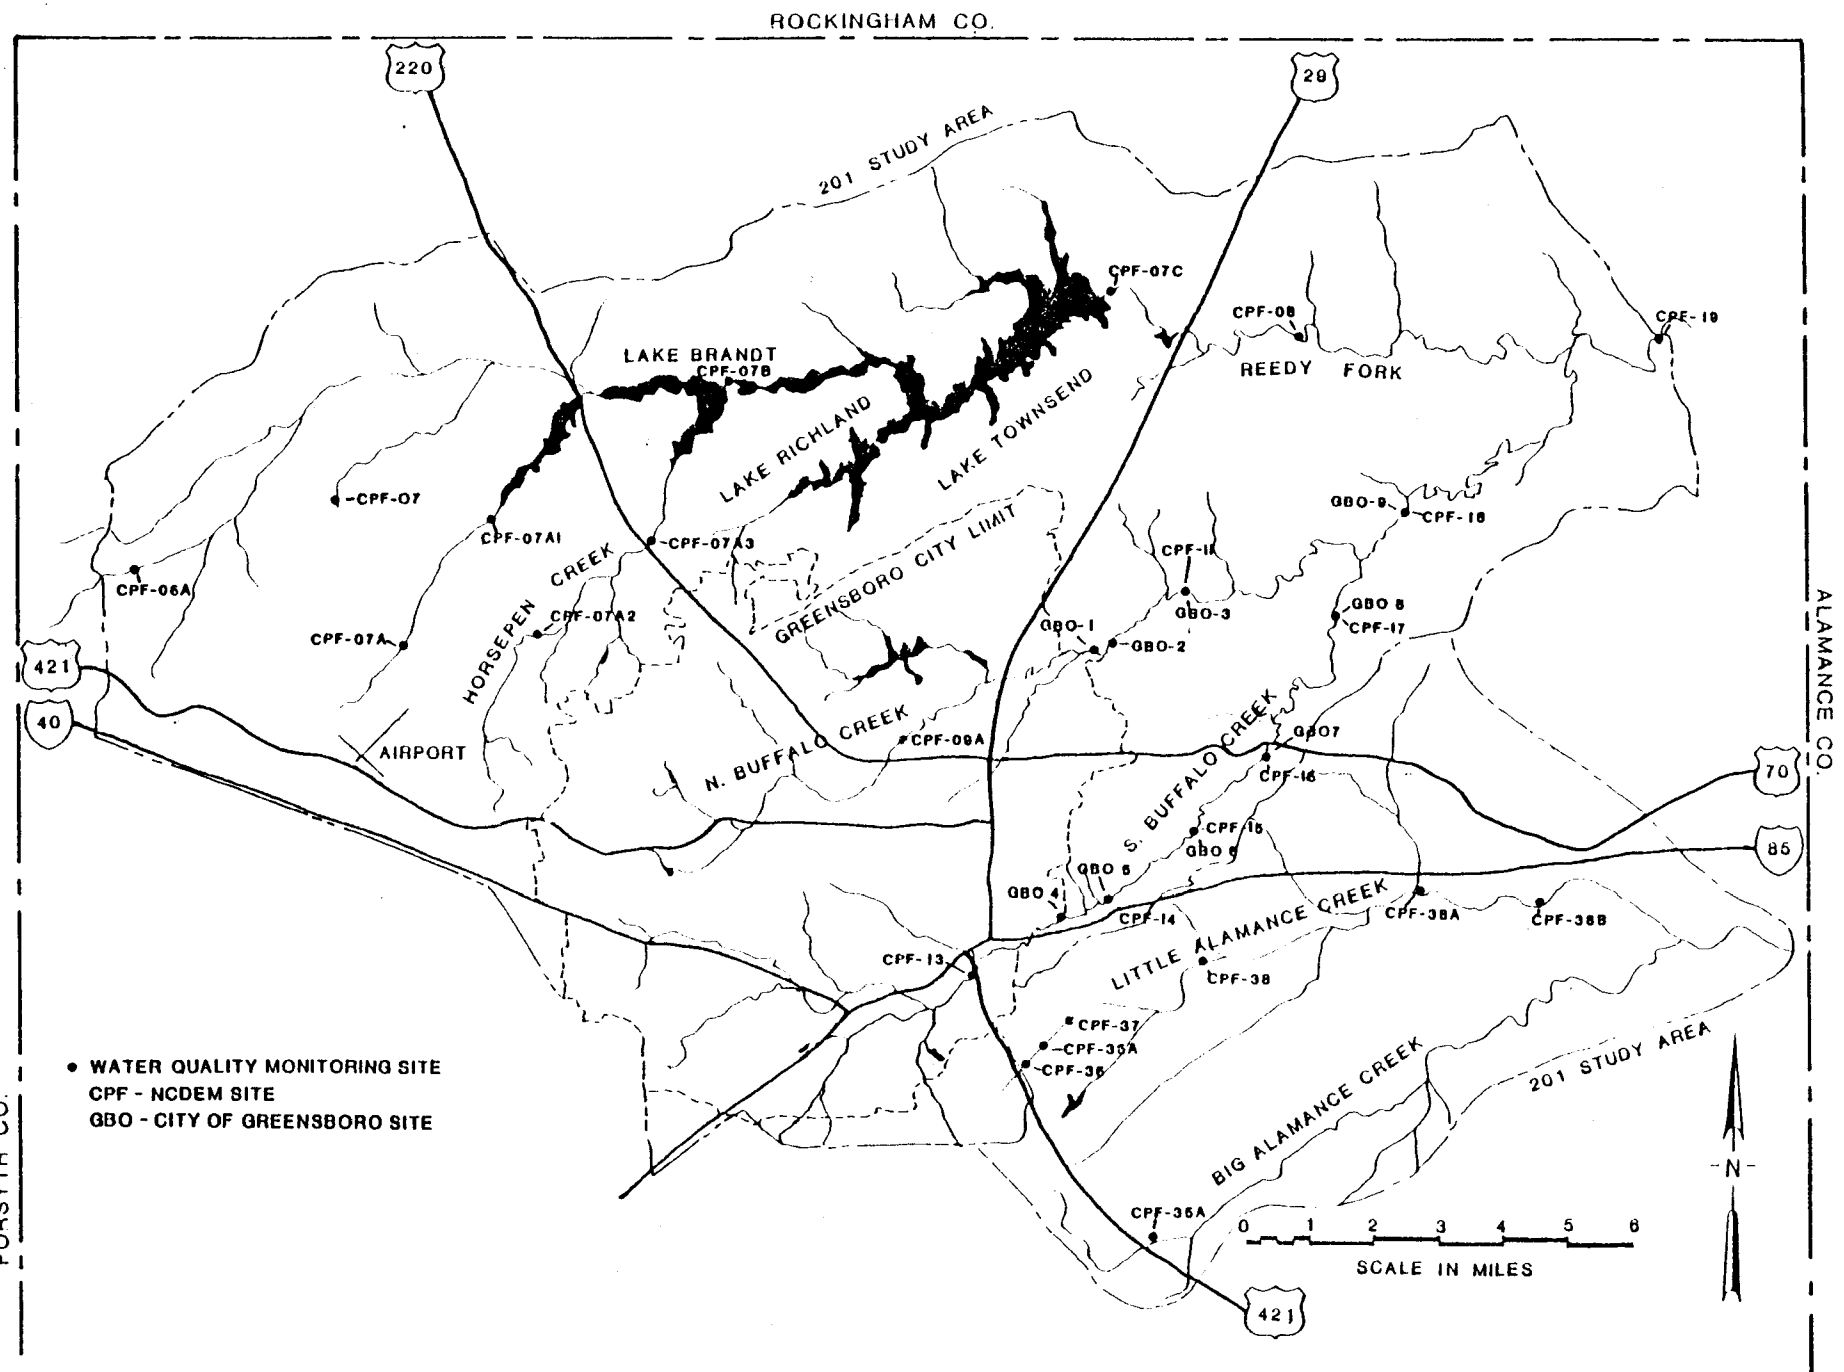 ROCKINGHAM CO.
220
29
201 STUDY AREA
CPF-07C
CPF-08
CPF-19
LAKE BRANDT
CPF-07B
REEDY FORK
LAKE RICHLAND
LAKE TOWNSEND
CPF-07
GBO-9
CPF-18
CPF-07A1
CPF-07A3
GREENSBORO CITY LIMIT
CPF-11
CPF-06A
HORSEPEN CREEK
CPF-07A2
GBO-3
GBO 8
CPF-17
CPF-07A
GBO-1
GBO-2
ALAMANCE CO.
421
40
AIRPORT
N. BUFFALO CREEK
CPF-09A
S. BUFFALO CREEK
GBO7
CPF-16
70
CPF-15
GBO 6
85
GBO 4
GBO 5
CPF-14
LITTLE ALAMANCE CREEK
CPF-38A
CPF-38B
CPF-13
CPF-38
CPF-37
CPF-35A
CPF-36
BIG ALAMANCE CREEK
201 STUDY AREA
WATER QUALITY MONITORING SITE
CPF - NCDEM SITE
GBO - CITY OF GREENSBORO SITE
FORSYTH CO.
N
CPF-35A
0 1 2 3 4 5 6
SCALE IN MILES
421